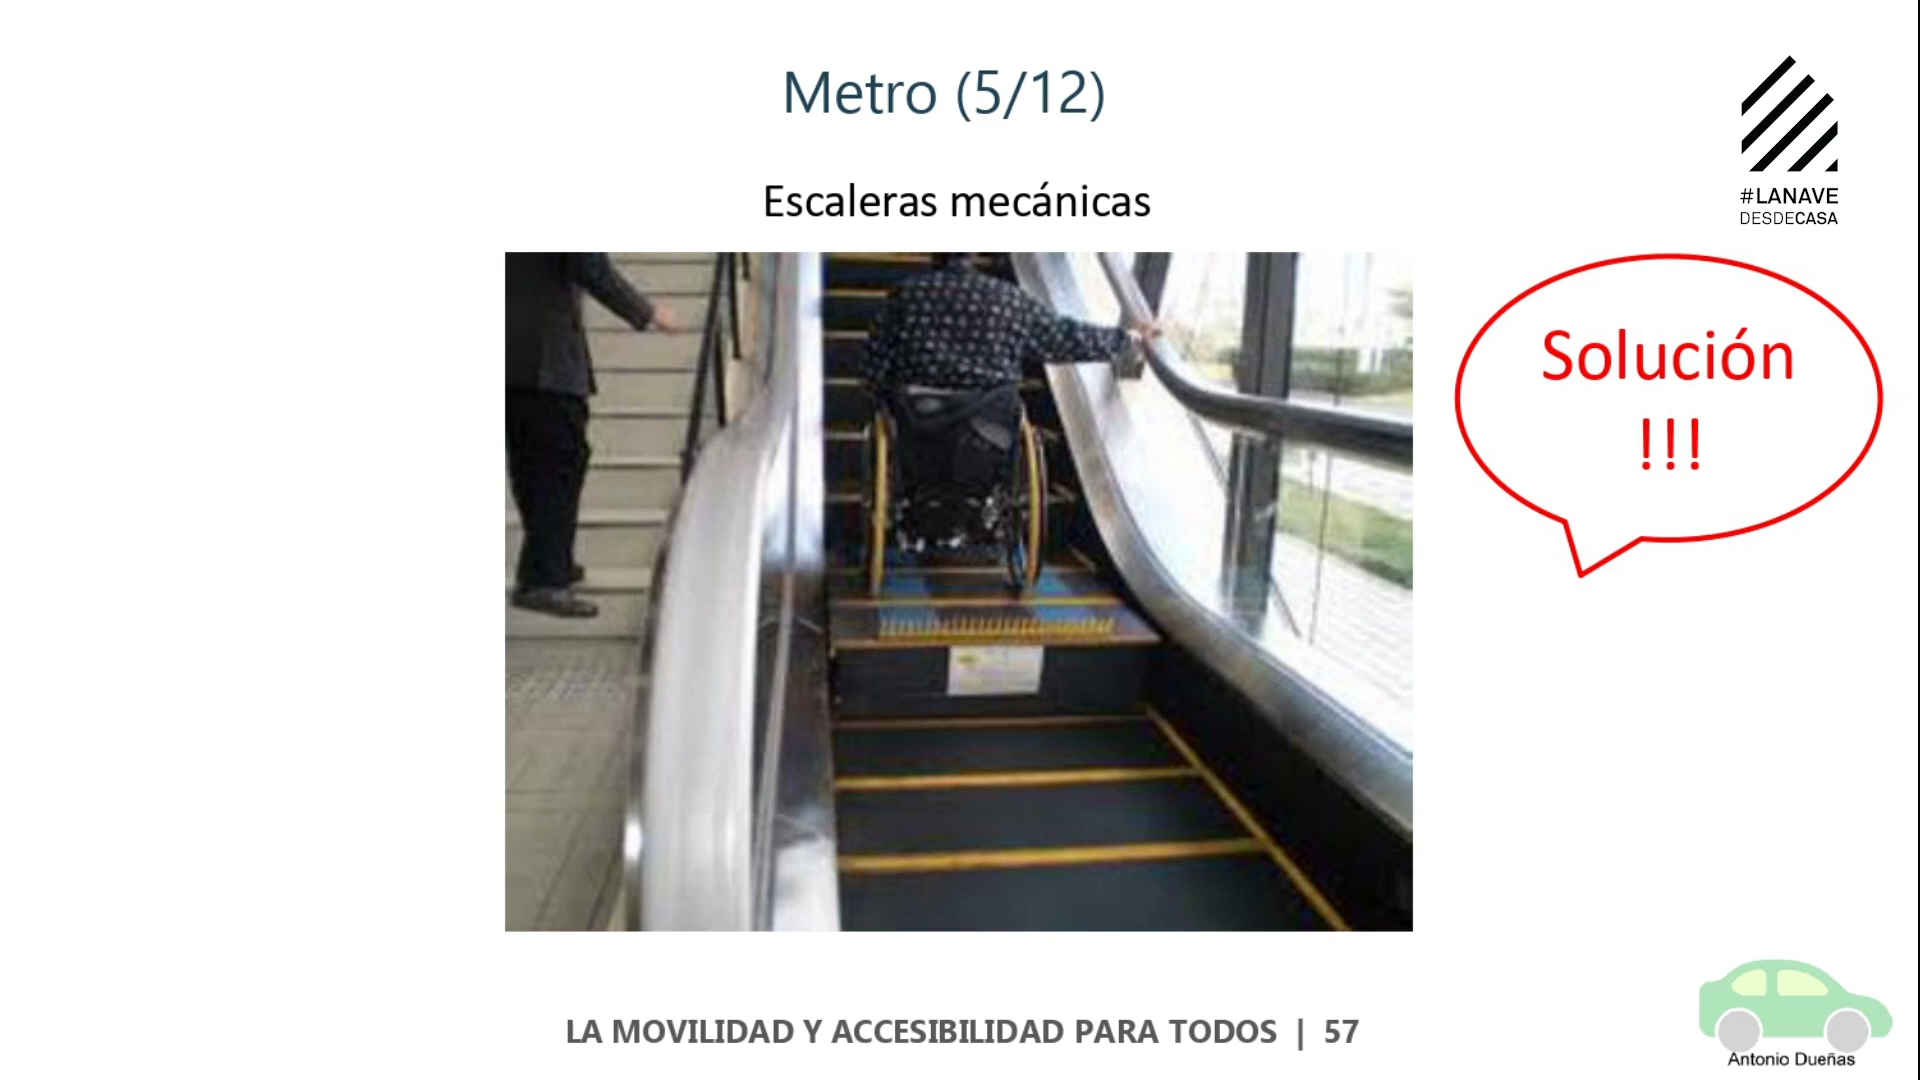 Metro (5/12)
#LANAVE
DESDECASA
Escaleras mecánicas
Solución
!!!
LA MOVILIDAD Y ACCESIBILIDAD PARA TODOS | 57
Antonio Dueñas